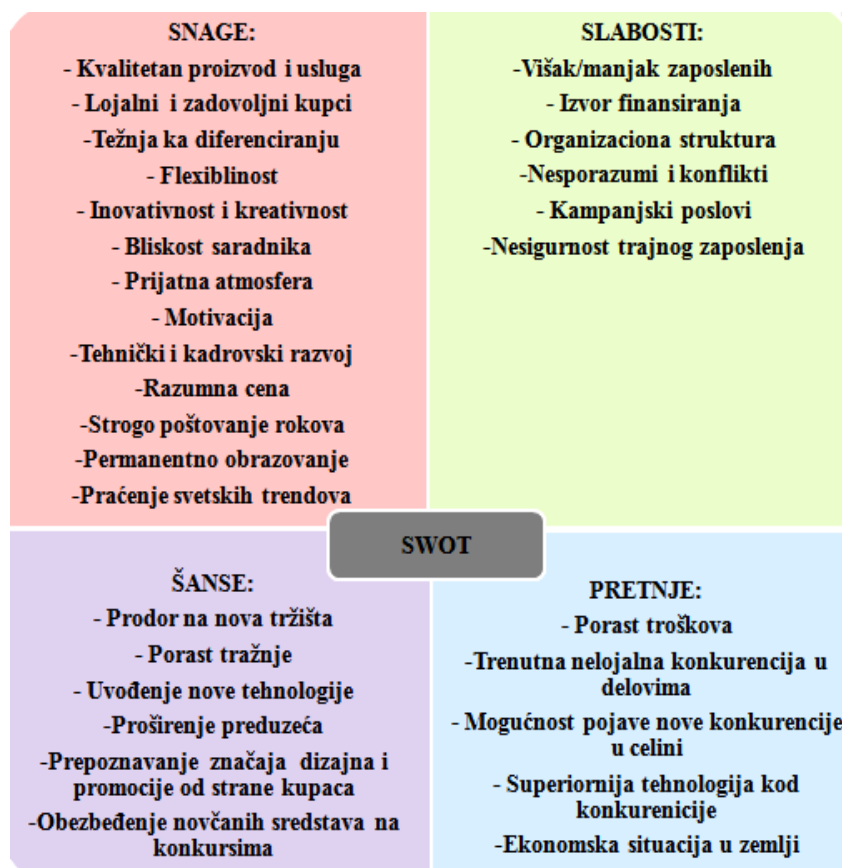 SNAGE:
- Kvalitetan proizvod i usluga
- Lojalni i zadovoljni kupci
-Težnja ka diferenciranju
- Flexiblinost
- Inovativnost i kreativnost
- Bliskost saradnika
- Prijatna atmosfera
- Motivacija
-Tehnički i kadrovski razvoj
-Razumna cena
-Strogo poštovanje rokova
-Permanentno obrazovanje
-Praćenje svetskih trendova
SLABOSTI:
-Višak/manjak zaposlenih
- Izvor finansiranja
- Organizaciona struktura
-Nesporazumi i konflikti
- Kampanjski poslovi
-Nesigurnost trajnog zaposlenja
SWOT
ŠANSE:
- Prodor na nova tržišta
- Porast tražnje
- Uvođenje nove tehnologije
-Proširenje preduzeća
-Prepoznavanje značaja dizajna i
promocije od strane kupaca
-Obezbeđenje novčanih sredstava na
konkursima
PRETNJE:
- Porast troškova
-Trenutna nelojalna konkurencija u
delovima
- Mogućnost pojave nove konkurencije
u celini
- Superiornija tehnologija kod
konkurenicije
-Ekonomska situacija u zemlji